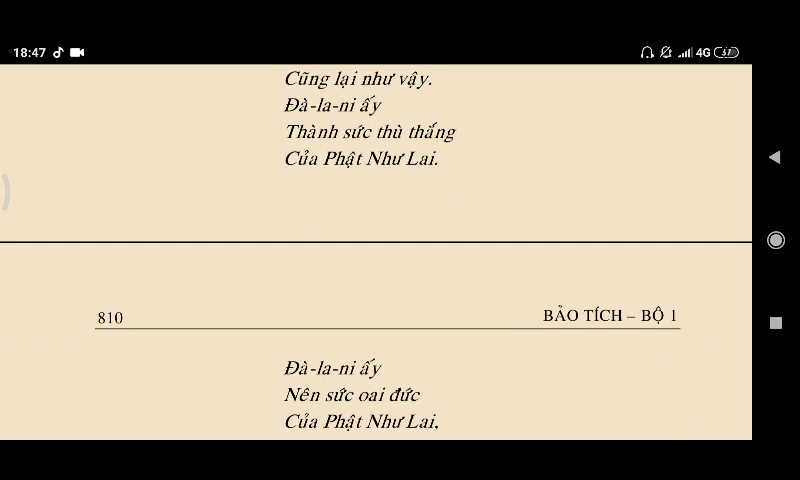 18:47
4G 51
Cũng lại như vậy.
Đà-la-ni ấy
Thành sức thù thắng
Của Phật Như Lai.
810
BẢO TÍCH – BỘ 1
Đà-la-ni ấy
Nên sức oai đức
Của Phật Như Lai,